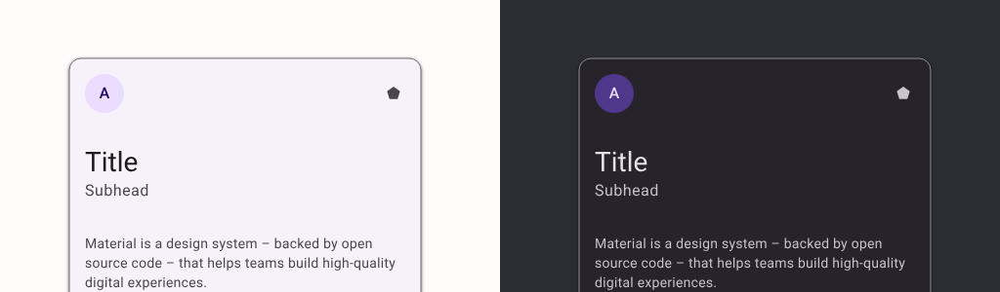 A
Title
Subhead
Material is a design system – backed by open
source code – that helps teams build high-quality
digital experiences.
A
Title
Subhead
Material is a design system – backed by open
source code – that helps teams build high-quality
digital experiences.